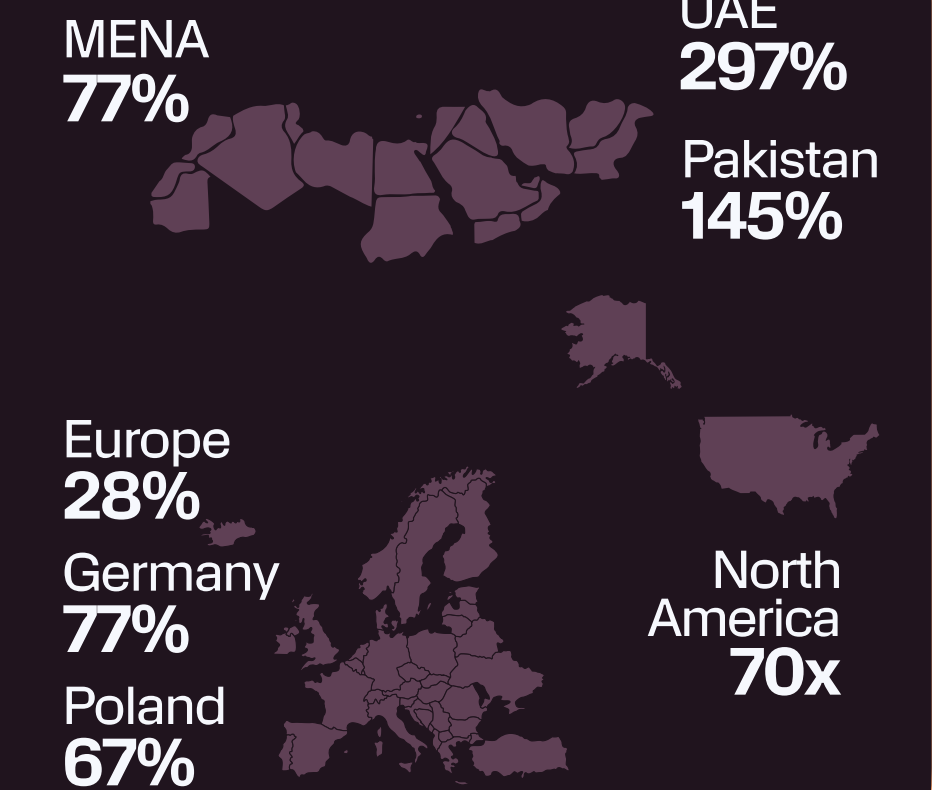 MENA
77%
UAE
297%
Pakistan
145%
Europe
28%
Germany
77%
Poland
67%
North
America
70x